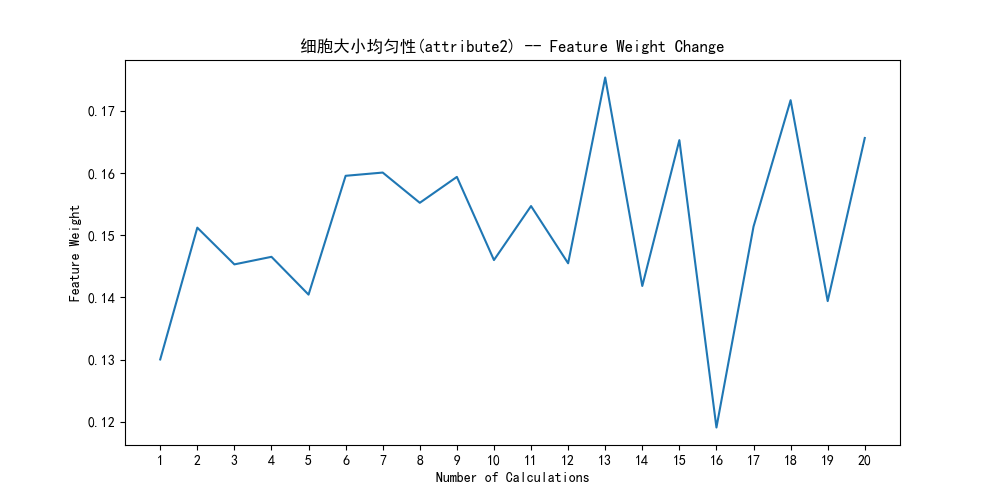 细胞大小均匀性(attribute2) -- Feature Weight Change
Feature Weight
0.17
0.16
0.15
0.14
0.13
0.12
1 2 3 4 5 6 7 8 9 10 11 12 13 14 15 16 17 18 19 20
Number of Calculations